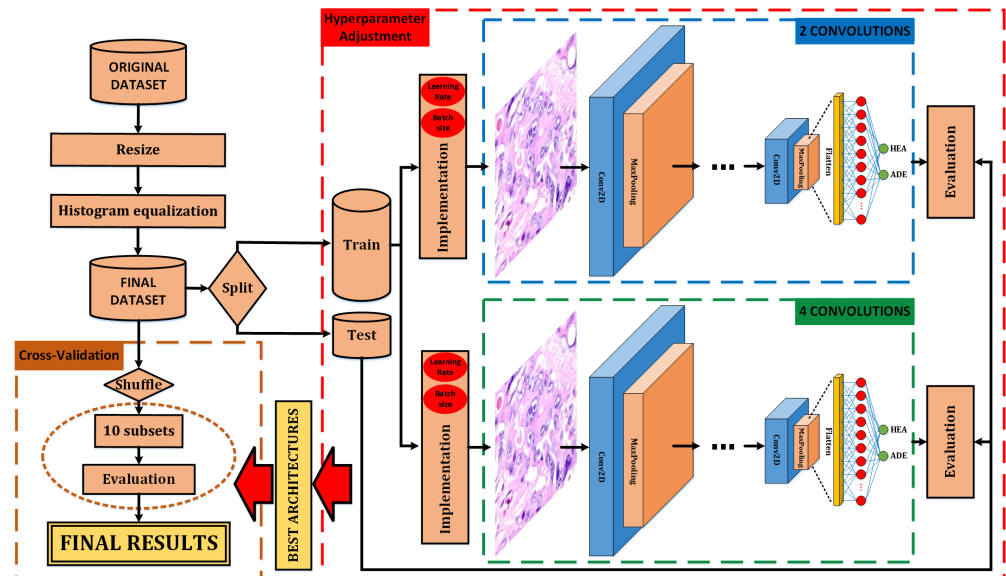 Hyperparameter
Adjustment
2 CONVOLUTIONS
ORIGINAL
DATASET
Resize
Histogram equalization
FINAL
DATASET
Split
Train
Test
Learning
Rate
Batch
size
Implementation
Conv2D
MaxPooling
...
Conv2D
MaxPooling
Flatten
HEA
ADE
Evaluation
4 CONVOLUTIONS
Learning
Rate
Batch
size
Implementation
Conv2D
MaxPooling
...
Conv2D
MaxPooling
Flatten
HEA
ADE
Evaluation
Cross-Validation
Shuffle
10 subsets
Evaluation
FINAL RESULTS
BEST ARCHITECTURES